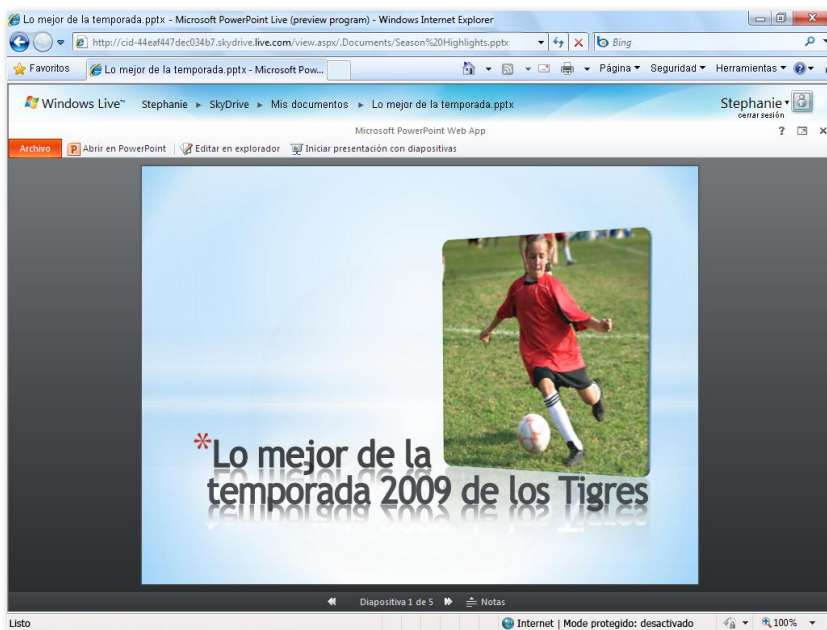 Lo mejor de la temporada.pptx - Microsoft PowerPoint Live (preview program) - Windows Internet Explorer
http://cid-44eaf447dec034b7.skydrive.live.com/view.aspx/.Documents/Season%20Highlights.pptx Bing
Favoritos Lo mejor de la temporada.pptx - Microsoft Pow... Página Seguridad Herramientas
Windows Live™ Stephanie ▸ SkyDrive ▸ Mis documentos ▸ Lo mejor de la temporada.pptx Stephanie
cerrar sesión
Microsoft PowerPoint Web App ?
Archivo Abrir en PowerPoint Editar en explorador Iniciar presentación con diapositivas
*Lo mejor de la
temporada 2009 de los Tigres
Diapositiva 1 de 5 Notas
Listo Internet | Modo protegido: desactivado 100%